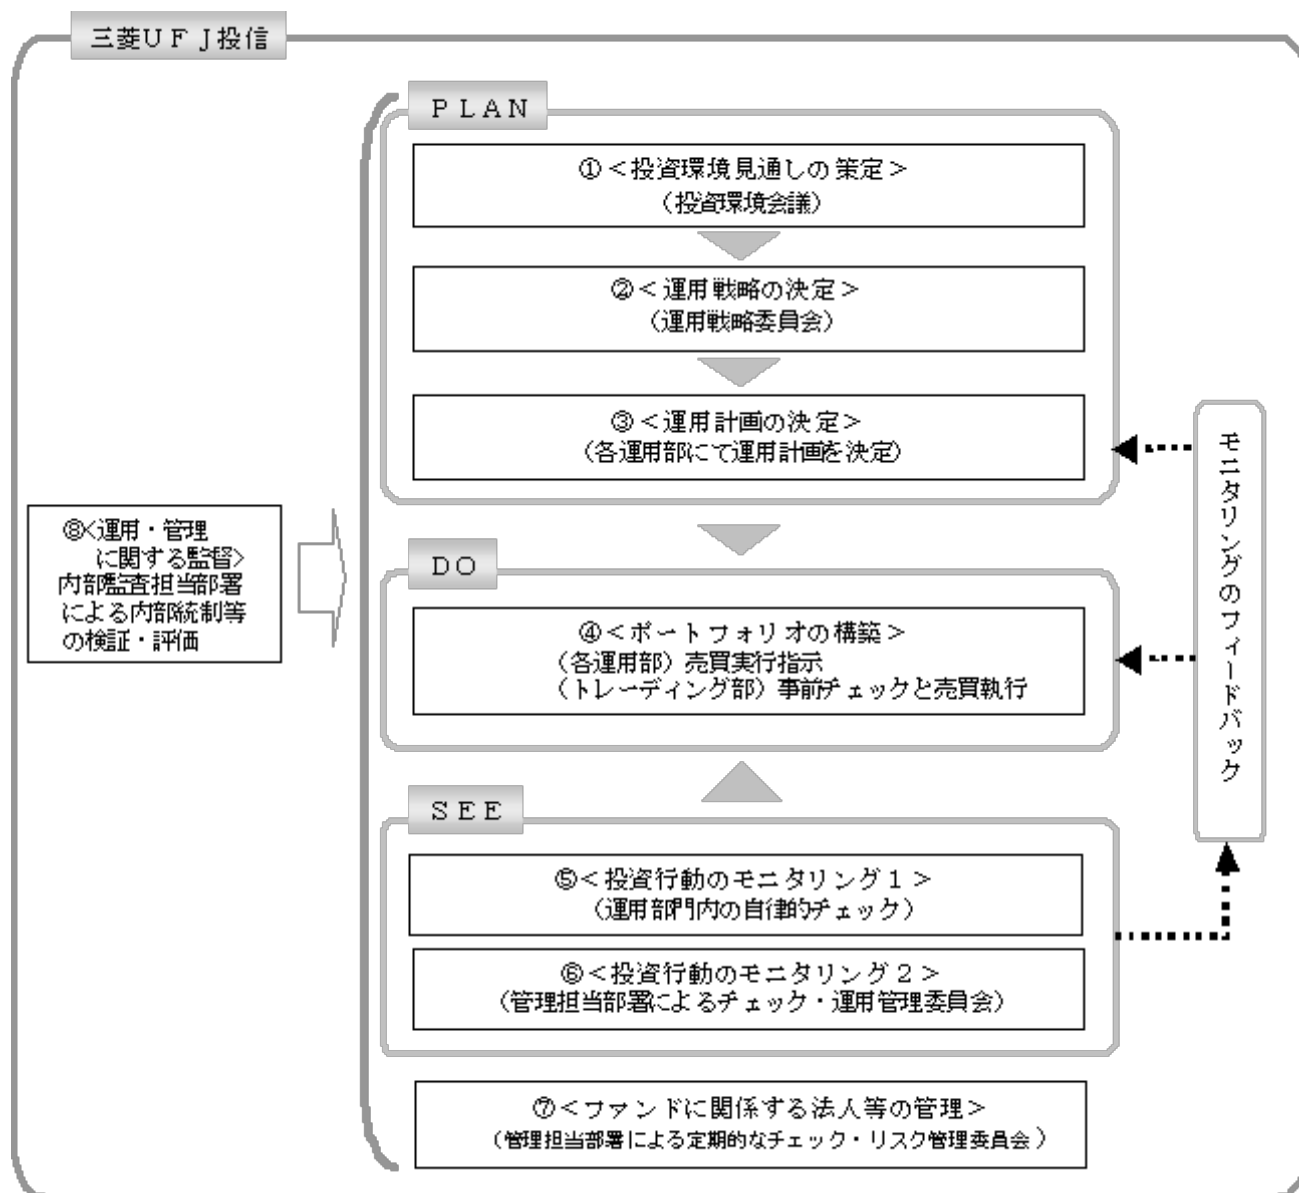 三菱ＵＦＪ投信
ＰＬＡＮ
①＜投資環境見通しの策定＞
（投資環境会議）
②＜運用戦略の決定＞
（運用戦略委員会）
③＜運用計画の決定＞
（各運用部にて運用計画を決定）
モニタリングのフィードバック
⑧＜運用・管理
に関する監督＞
内部監査担当部署
による内部統制等
の検証・評価
ＤＯ
④＜ポートフォリオの構築＞
（各運用部）売買実行指示
（トレーディング部）事前チェックと売買執行
ＳＥＥ
⑤＜投資行動のモニタリング１＞
（運用部門内の自律的チェック）
⑥＜投資行動のモニタリング２＞
（管理担当部署によるチェック・運用管理委員会）
⑦＜ファンドに関係する法人等の管理＞
（管理担当部署による定期的なチェック・リスク管理委員会）